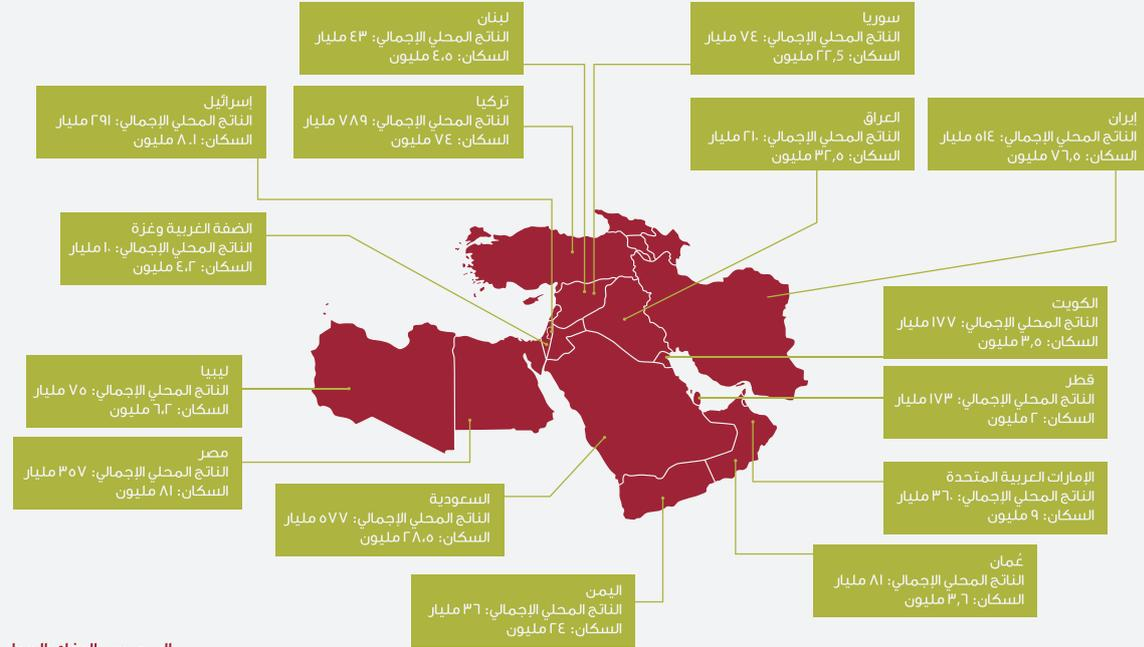 لبنان
الناتج المحلي الإجمالي: ٤٣ مليار
السكان: ٤،٥ مليون
سوريا
الناتج المحلي الإجمالي: ٧٤ مليار
السكان: ٢٢,5 مليون
إسرائيل
الناتج المحلي الإجمالي: ٢٩١ مليار
السكان: ٨.١ مليون
تركيا
الناتج المحلي الإجمالي: ٧٨٩ مليار
السكان: ٧٤ مليون
العراق
الناتج المحلي الإجمالي: ٢١٠ مليار
السكان: ٣٢,٥ مليون
إيران
الناتج المحلي الإجمالي: ٥١٤ مليار
السكان: ٧٦,٥ مليون
الضفة الغربية وغزة
الناتج المحلي الإجمالي: ١٠ مليار
السكان: ٤،٢ مليون
الكويت
الناتج المحلي الإجمالي: ١٧٧ مليار
السكان: ٣,٥ مليون
ليبيا
الناتج المحلي الإجمالي: ٧٥ مليار
السكان: ٦،٢ مليون
قطر
الناتج المحلي الإجمالي: ١٧٣ مليار
السكان: ٢ مليون
مصر
الناتج المحلي الإجمالي: ٣٥٧ مليار
السكان: ٨١ مليون
السعودية
الناتج المحلي الإجمالي: ٥٧٧ مليار
السكان: ٢٨،٥ مليون
الإمارات العربية المتحدة
الناتج المحلي الإجمالي: ٣٦٠ مليار
السكان: ٩ مليون
عُمان
الناتج المحلي الإجمالي: ٨١ مليار
السكان: ٣,٦ مليون
اليمن
الناتج المحلي الإجمالي: ٣٦ مليار
السكان: ٢٤ مليون